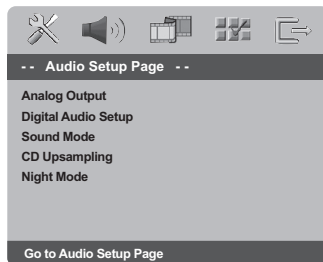 -- Audio Setup Page --
Analog Output
Digital Audio Setup
Sound Mode
CD Upsampling
Night Mode
Go to Audio Setup Page